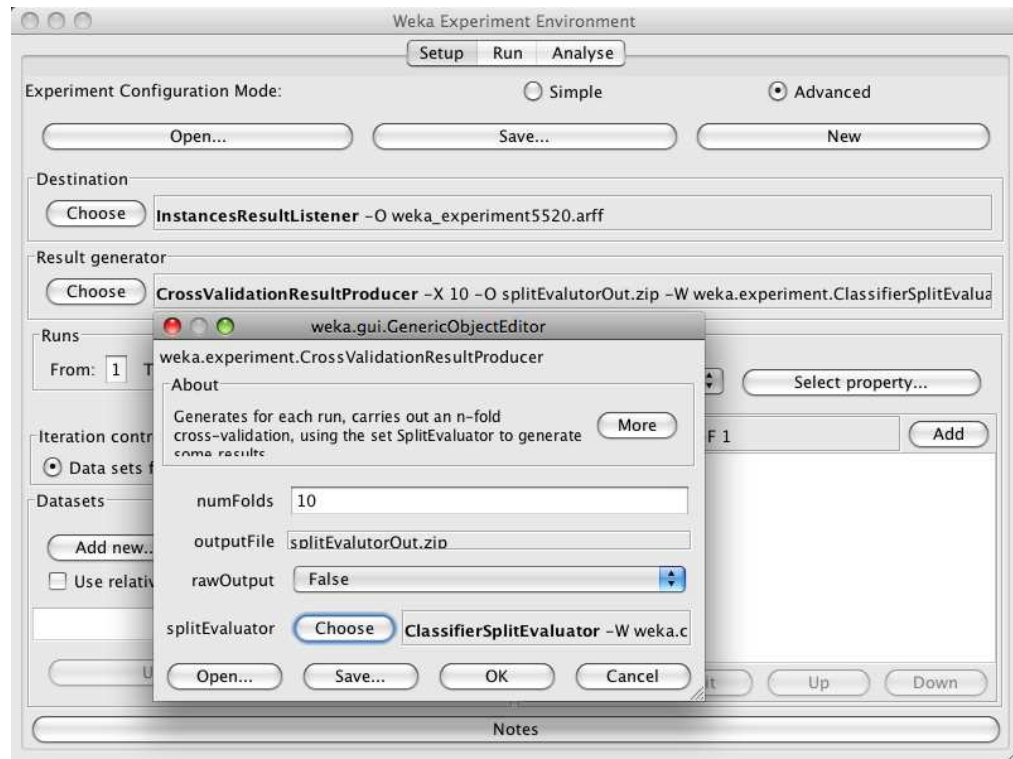 Weka Experiment Environment
Setup Run Analyse
Experiment Configuration Mode: Simple Advanced
Open... Save... New
Destination
Choose InstancesResultListener -O weka_experiment5520.arff
Result generator
Choose CrossValidationResultProducer -X 10 -O splitEvalutorOut.zip -W weka.experiment.ClassifierSplitEvalua
Runs
From: 1 T
Select property...
Iteration contr
F 1 Add
Data sets f
Datasets
Add new..
Use relativ
U
it Up Down
Notes
weka.gui.GenericObjectEditor
weka.experiment.CrossValidationResultProducer
About
Generates for each run, carries out an n-fold
cross-validation, using the set SplitEvaluator to generate
some results
More
numFolds 10
outputFile splitEvalutorOut.zip
rawOutput False
splitEvaluator Choose ClassifierSplitEvaluator -W weka.c
Open... Save... OK Cancel